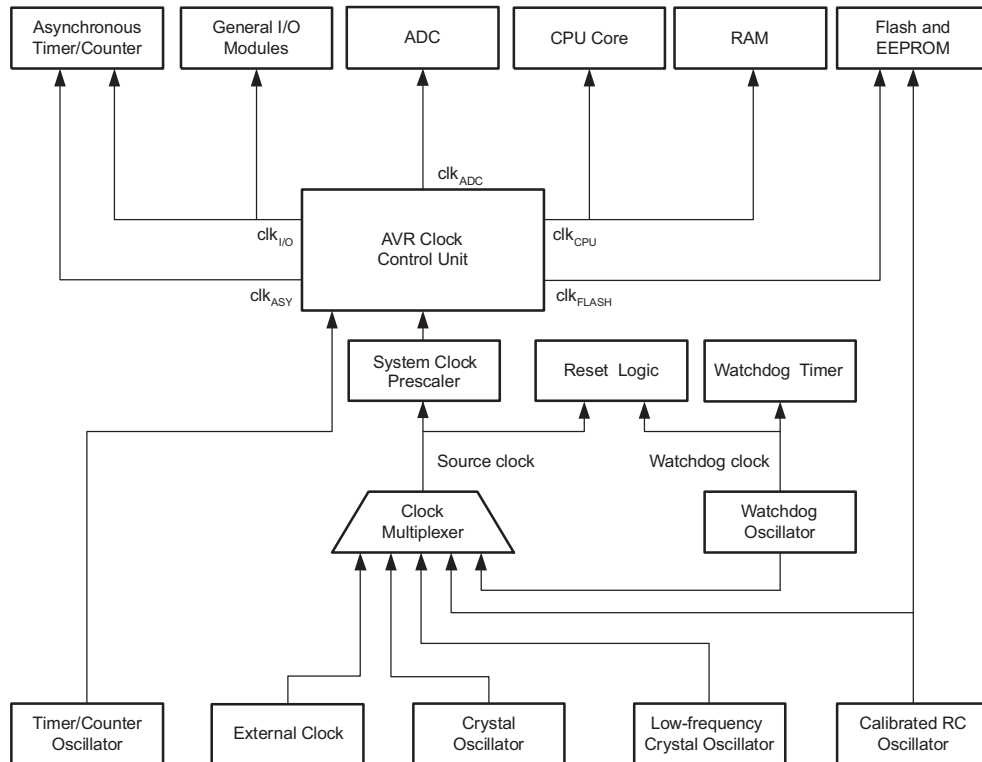 Asynchronous
Timer/Counter
General I/O
Modules
ADC
CPU Core
RAM
Flash and
EEPROM
clkADC
clkI/O
AVR Clock
Control Unit
clkCPU
clkASY
clkFLASH
System Clock
Prescaler
Reset Logic
Watchdog Timer
Source clock
Watchdog clock
Clock
Multiplexer
Watchdog
Oscillator
Timer/Counter
Oscillator
External Clock
Crystal
Oscillator
Low-frequency
Crystal Oscillator
Calibrated RC
Oscillator